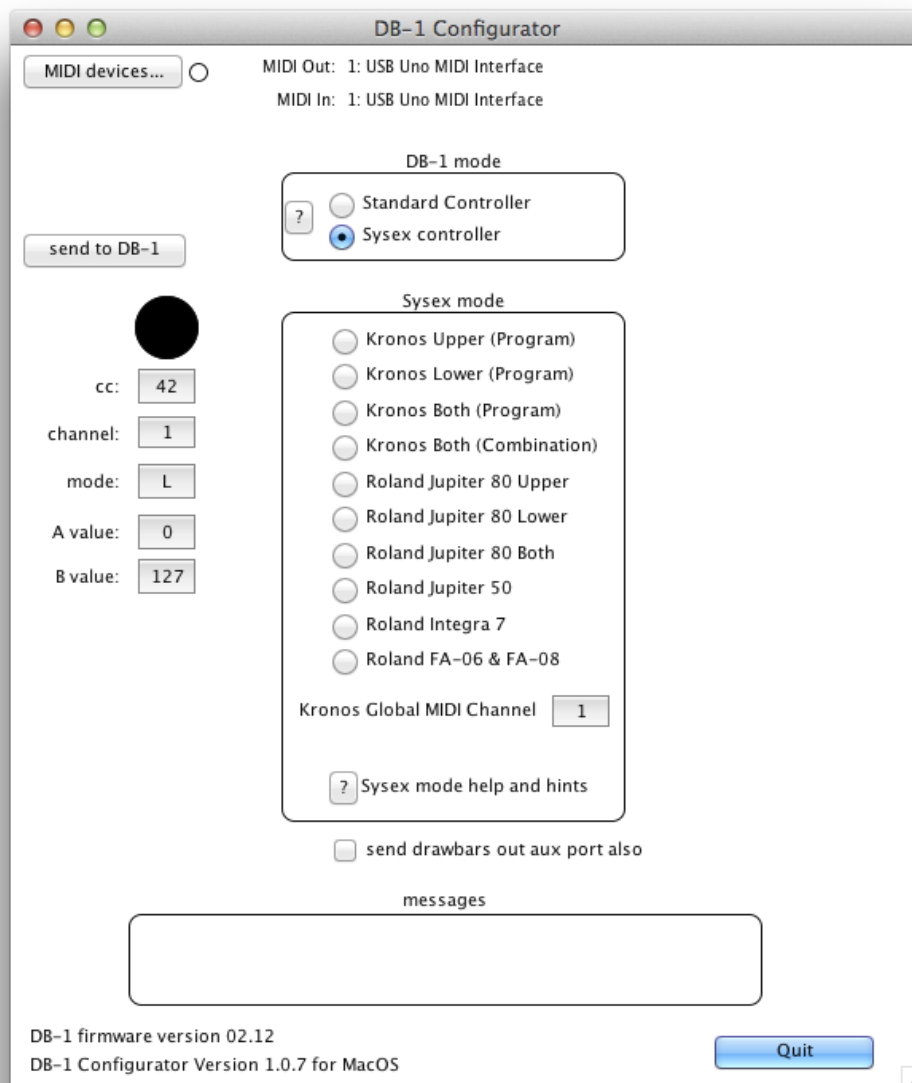 DB-1 Configurator
MIDI devices...
MIDI Out: 1: USB Uno MIDI Interface
MIDI In: 1: USB Uno MIDI Interface
DB-1 mode
?
Standard Controller
Sysex controller
send to DB-1
cc: 42
channel: 1
mode: L
A value: 0
B value: 127
Sysex mode
Kronos Upper (Program)
Kronos Lower (Program)
Kronos Both (Program)
Kronos Both (Combination)
Roland Jupiter 80 Upper
Roland Jupiter 80 Lower
Roland Jupiter 80 Both
Roland Jupiter 50
Roland Integra 7
Roland FA-06 & FA-08
Kronos Global MIDI Channel 1
? Sysex mode help and hints
send drawbars out aux port also
messages
DB-1 firmware version 02.12
DB-1 Configurator Version 1.0.7 for MacOS
Quit